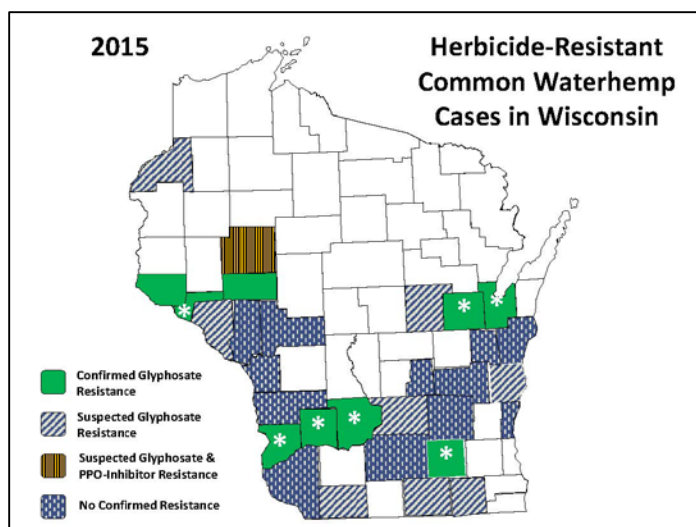 2015
Herbicide-Resistant
Common Waterhemp
Cases in Wisconsin
*
*
*
*
*
*
*
Confirmed Glyphosate
Resistance
Suspected Glyphosate
Resistance
Suspected Glyphosate &
PPO-Inhibitor Resistance
No Confirmed Resistance